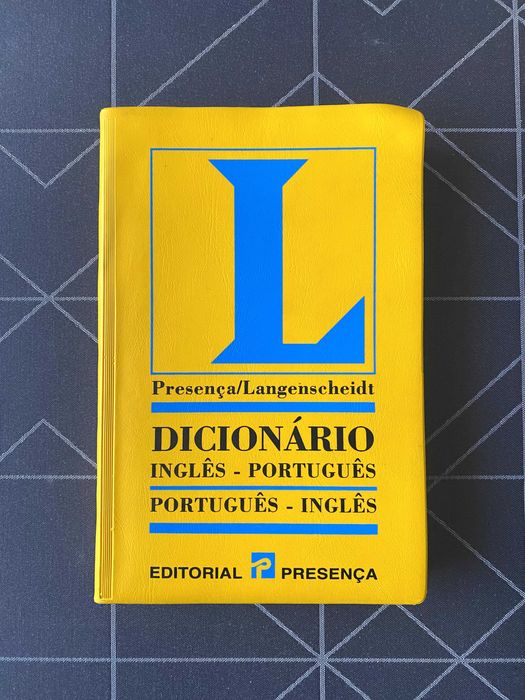 L
Presença/Langenscheidt
DICIONÁRIO
INGLÊS - PORTUGUÊS
PORTUGUÊS - INGLÊS
EDITORIAL P PRESENÇA